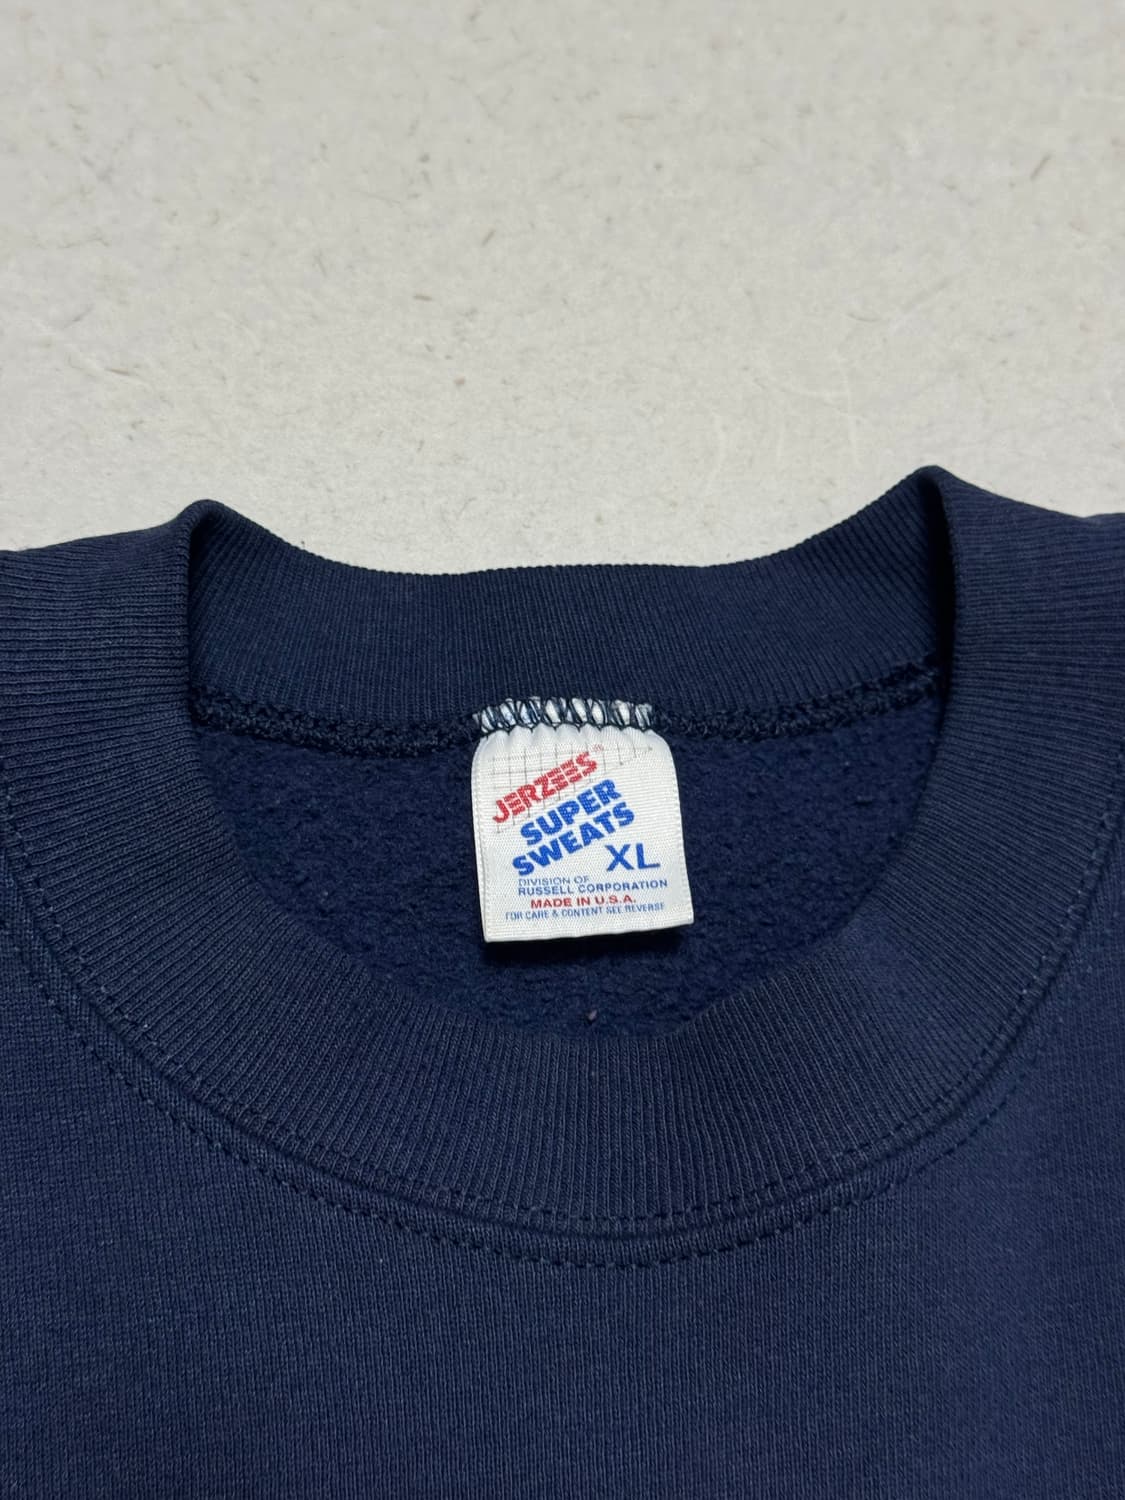 JERZEES®
SUPER
SWEATS
XL
DIVISION OF
RUSSELL CORPORATION
MADE IN U.S.A.
FOR CARE & CONTENT SEE REVERSE